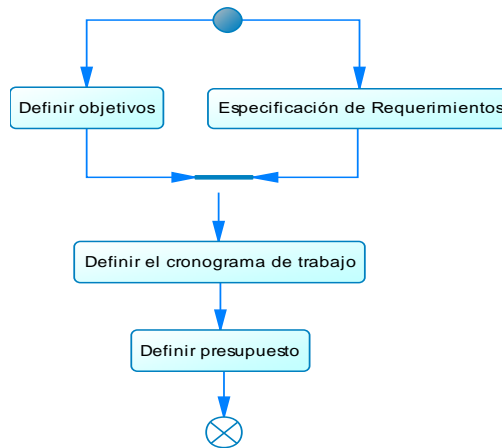 Definir objetivos
Especificación de Requerimientos
Definir el cronograma de trabajo
Definir presupuesto